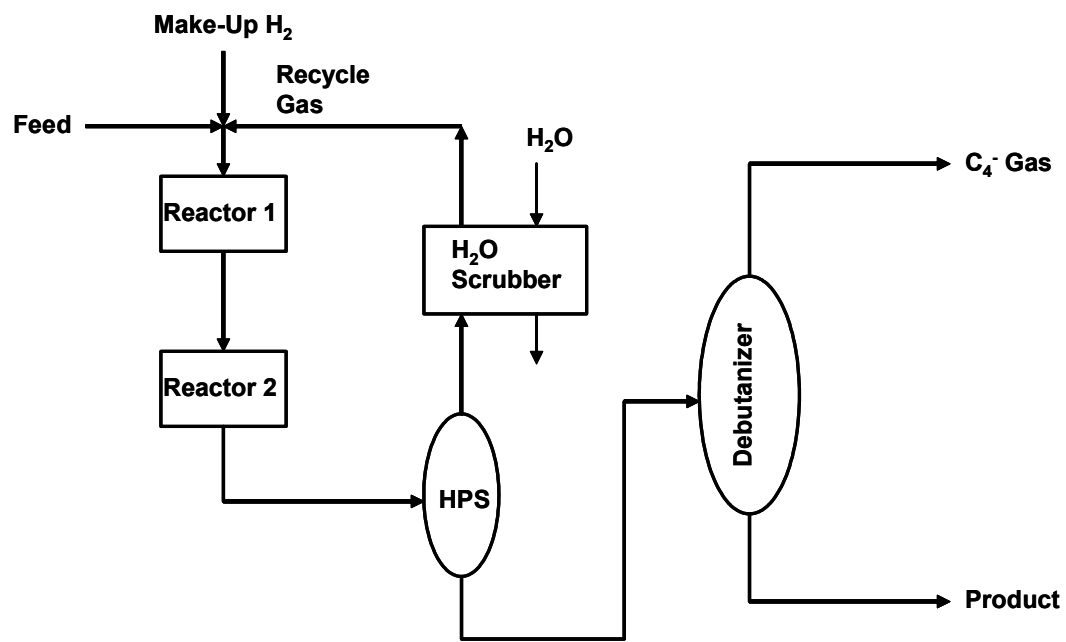 Make-Up H₂
Recycle
Gas
Feed
H₂O
C₄⁻ Gas
Reactor 1
H₂O
Scrubber
Debutanizer
Reactor 2
HPS
Product